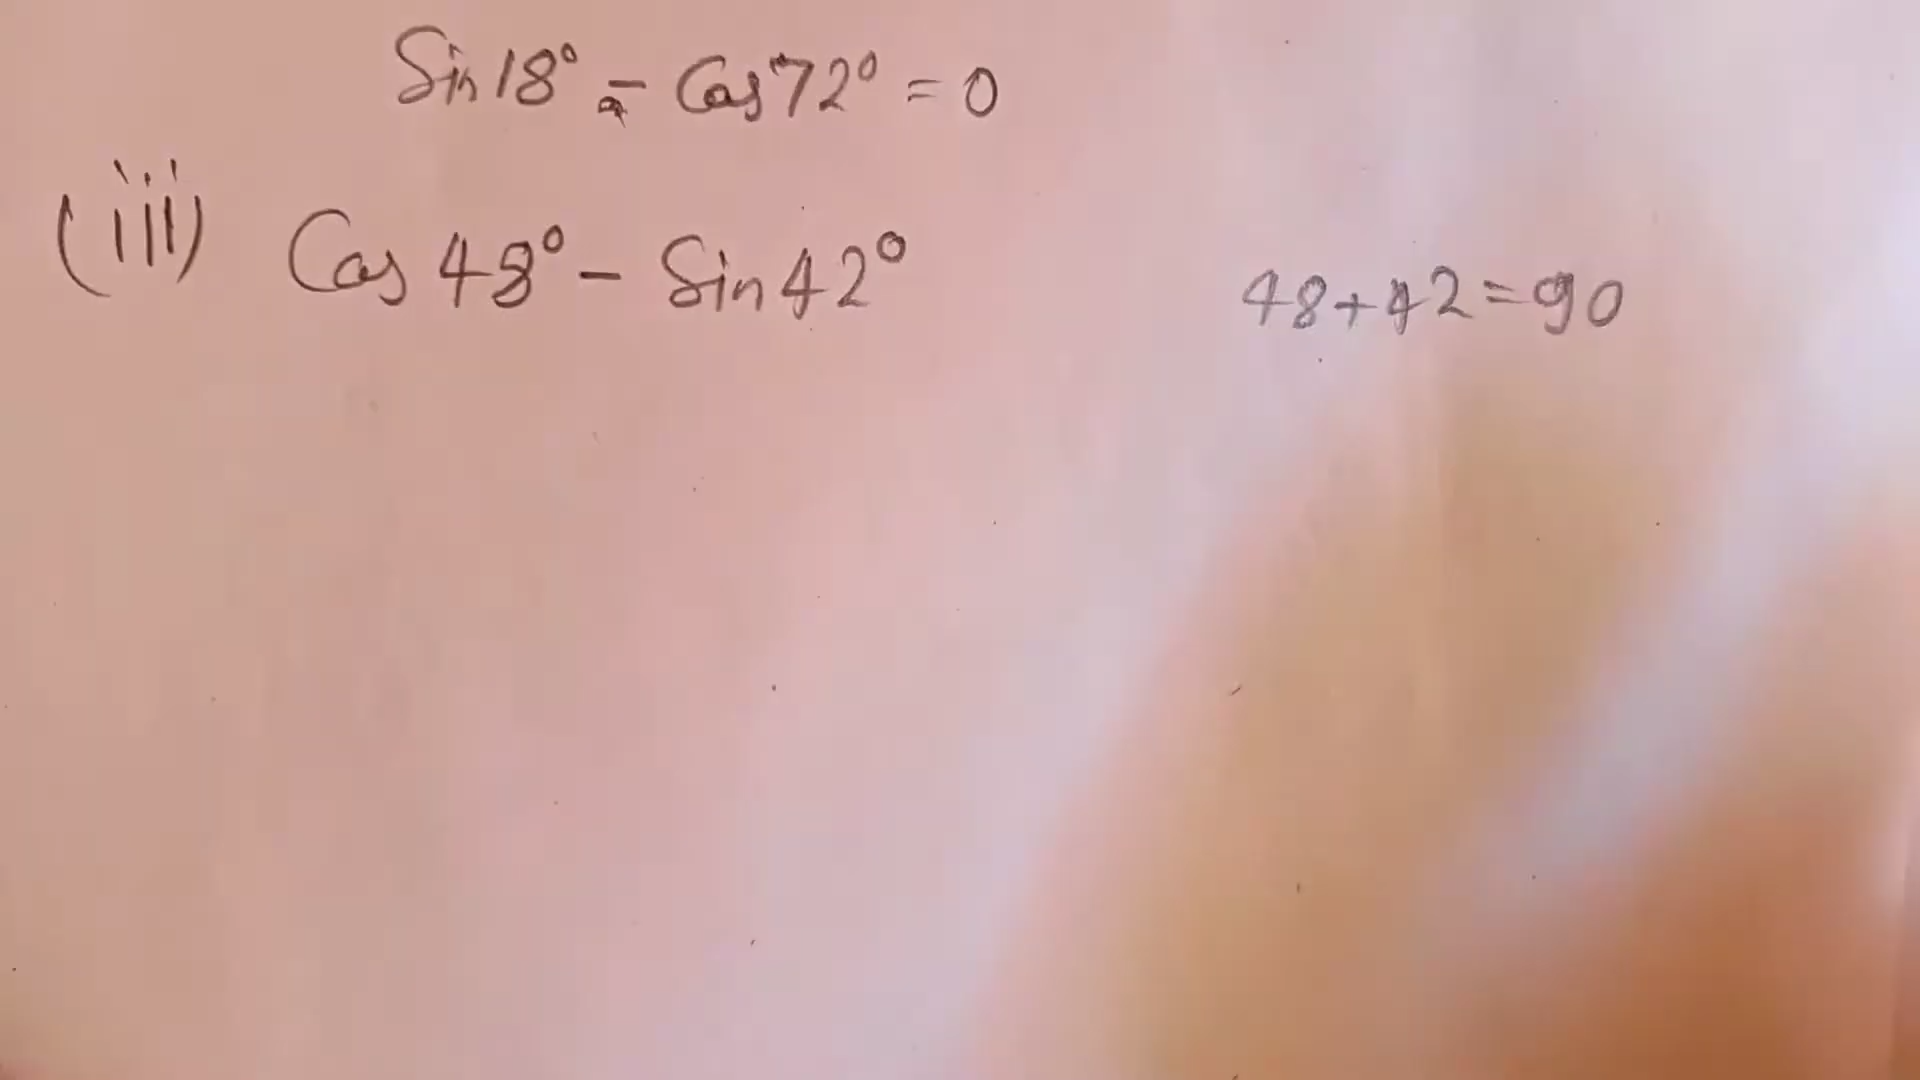 Sin 18° - Cos 72° = 0
(iii) Cos 48° - Sin 42°
48+42=90